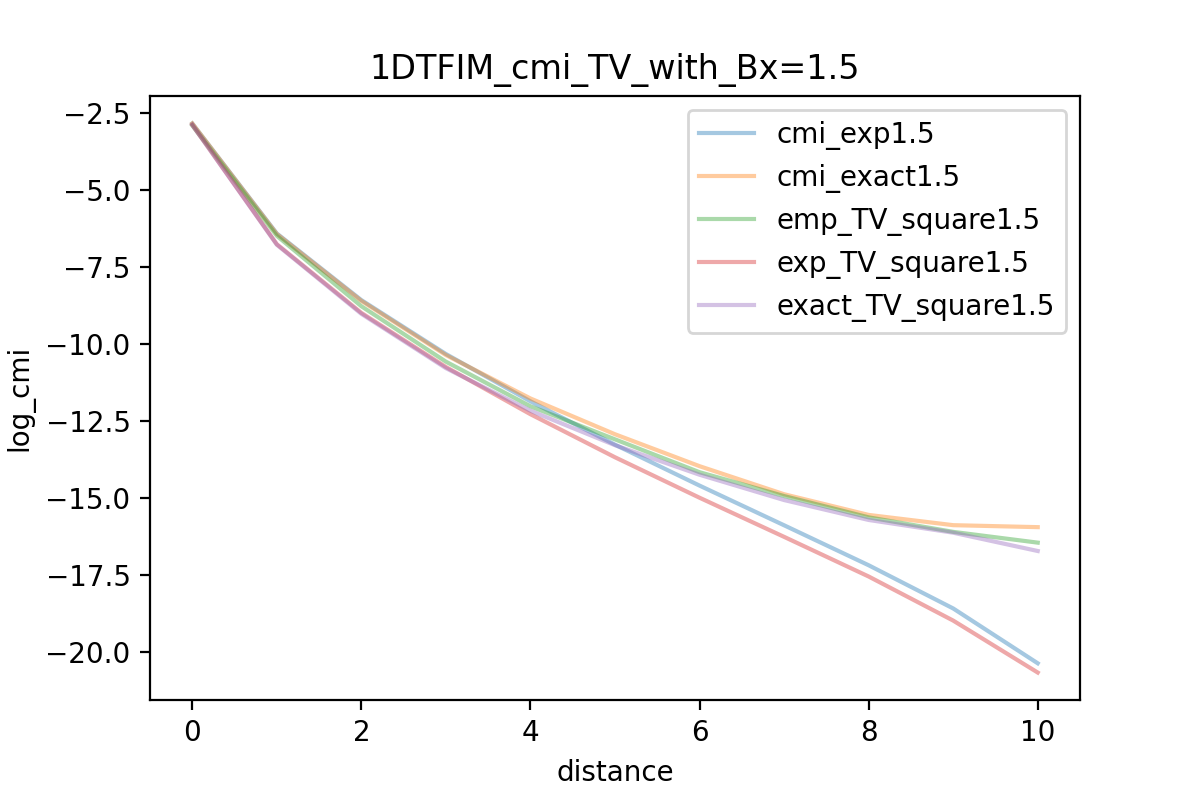 1DTFIM_cmi_TV_with_Bx=1.5
cmi_exp1.5
cmi_exact1.5
emp_TV_square1.5
exp_TV_square1.5
exact_TV_square1.5
log_cmi
−2.5
−5.0
−7.5
−10.0
−12.5
−15.0
−17.5
−20.0
0 2 4 6 8 10
distance